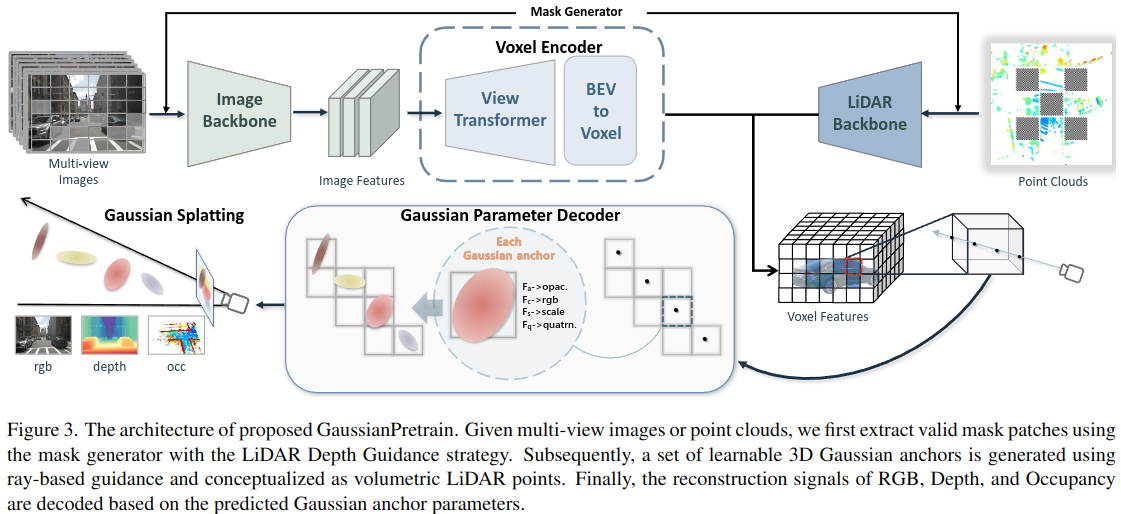 Mask Generator
Voxel Encoder
Image
Backbone
View
Transformer
BEV
to
Voxel
LiDAR
Backbone
Multi-view
Images
Image Features
Point Clouds
Gaussian Splatting
Gaussian Parameter Decoder
Each
Gaussian anchor
Fa->opac.
Fc->rgb
Fs->scale
Fq->quatrn.
Voxel Features
rgb
depth
occ
Figure 3. The architecture of proposed GaussianPretrain. Given multi-view images or point clouds, we first extract valid mask patches using
the mask generator with the LiDAR Depth Guidance strategy. Subsequently, a set of learnable 3D Gaussian anchors is generated using
ray-based guidance and conceptualized as volumetric LiDAR points. Finally, the reconstruction signals of RGB, Depth, and Occupancy
are decoded based on the predicted Gaussian anchor parameters.